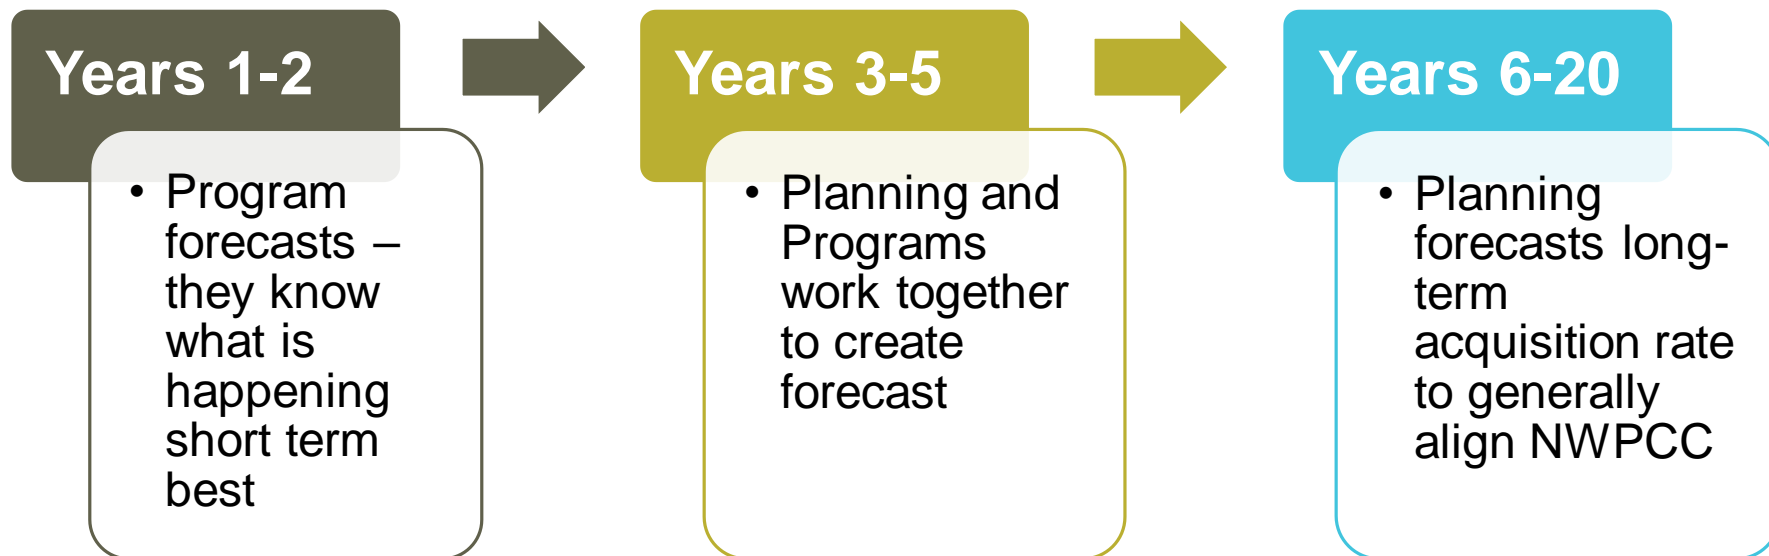 Years 1-2
• Program
forecasts –
they know
what is
happening
short term
best
Years 3-5
• Planning and
Programs
work together
to create
forecast
Years 6-20
• Planning
forecasts long-
term
acquisition rate
to generally
align NWPCC